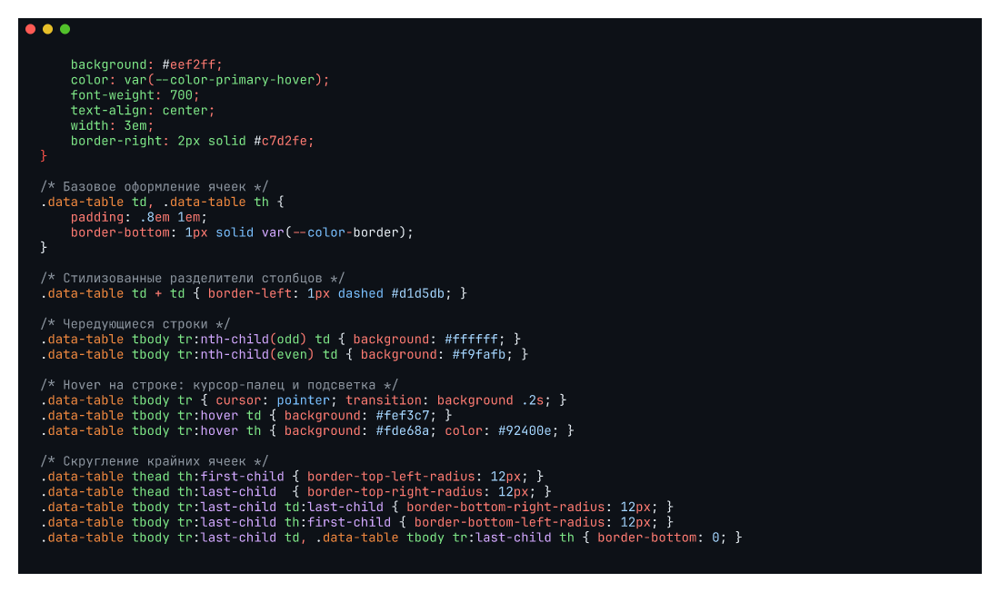 background: #eef2ff;
    color: var(--color-primary-hover);
    font-weight: 700;
    text-align: center;
    width: 3em;
    border-right: 2px solid #c7d2fe;
}

/* Базовое оформление ячеек */
.data-table td, .data-table th {
    padding: .8em 1em;
    border-bottom: 1px solid var(--color-border);
}

/* Стилизованные разделители столбцов */
.data-table td + td { border-left: 1px dashed #d1d5db; }

/* Чередующиеся строки */
.data-table tbody tr:nth-child(odd) td { background: #ffffff; }
.data-table tbody tr:nth-child(even) td { background: #f9fafb; }

/* Hover на строке: курсор-палец и подсветка */
.data-table tbody tr { cursor: pointer; transition: background .2s; }
.data-table tbody tr:hover td { background: #fef3c7; }
.data-table tbody tr:hover th { background: #fde68a; color: #92400e; }

/* Скругление крайних ячеек */
.data-table thead th:first-child { border-top-left-radius: 12px; }
.data-table thead th:last-child  { border-top-right-radius: 12px; }
.data-table tbody tr:last-child td:last-child { border-bottom-right-radius: 12px; }
.data-table tbody tr:last-child th:first-child { border-bottom-left-radius: 12px; }
.data-table tbody tr:last-child td, .data-table tbody tr:last-child th { border-bottom: 0; }